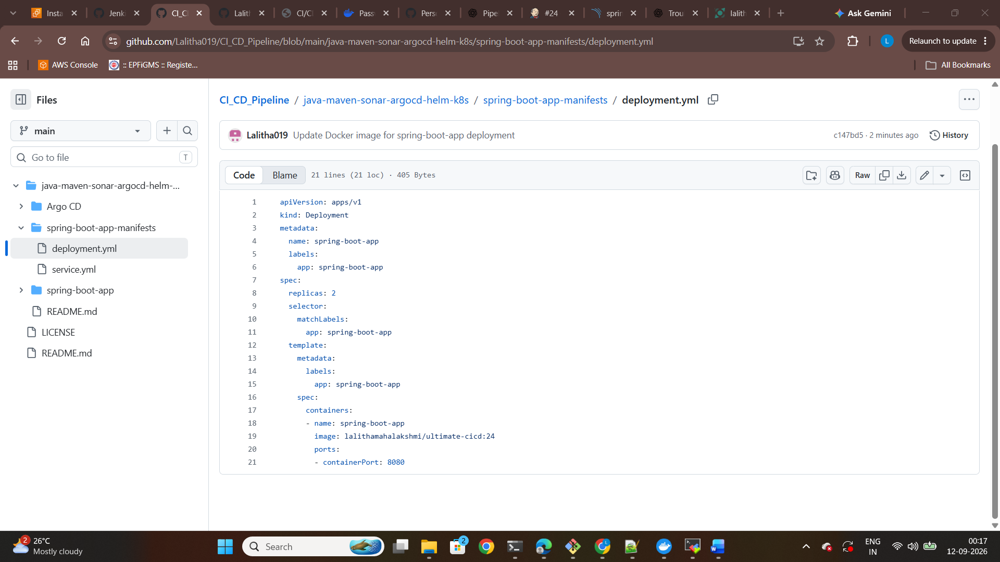 Insta
Jenki
CI_CI
Lalith
CI/CI
Pass
Pers
Pipe
#24
sprin
Trou
lalith
Ask Gemini
github.com/Lalitha019/CI_CD_Pipeline/blob/main/java-maven-sonar-argocd-helm-k8s/spring-boot-app-manifests/deployment.yml
L
Relaunch to update
AWS Console
:: EPFiGMS :: Registe...
All Bookmarks
Files
main
Go to file
T
java-maven-sonar-argocd-helm-...
Argo CD
spring-boot-app-manifests
deployment.yml
service.yml
spring-boot-app
README.md
LICENSE
README.md
CI_CD_Pipeline / java-maven-sonar-argocd-helm-k8s / spring-boot-app-manifests / deployment.yml
Lalitha019 Update Docker image for spring-boot-app deployment
c147bd5 · 2 minutes ago
History
Code
Blame
21 lines (21 loc) · 405 Bytes
Raw
1 apiVersion: apps/v1
2 kind: Deployment
3 metadata:
4 name: spring-boot-app
5 labels:
6 app: spring-boot-app
7 spec:
8 replicas: 2
9 selector:
10 matchLabels:
11 app: spring-boot-app
12 template:
13 metadata:
14 labels:
15 app: spring-boot-app
16 spec:
17 containers:
18 - name: spring-boot-app
19 image: lalithamahalakshmi/ultimate-cicd:24
20 ports:
21 - containerPort: 8080
2
26°C
Mostly cloudy
Search
2
L
ENG
IN
00:17
12-09-2026